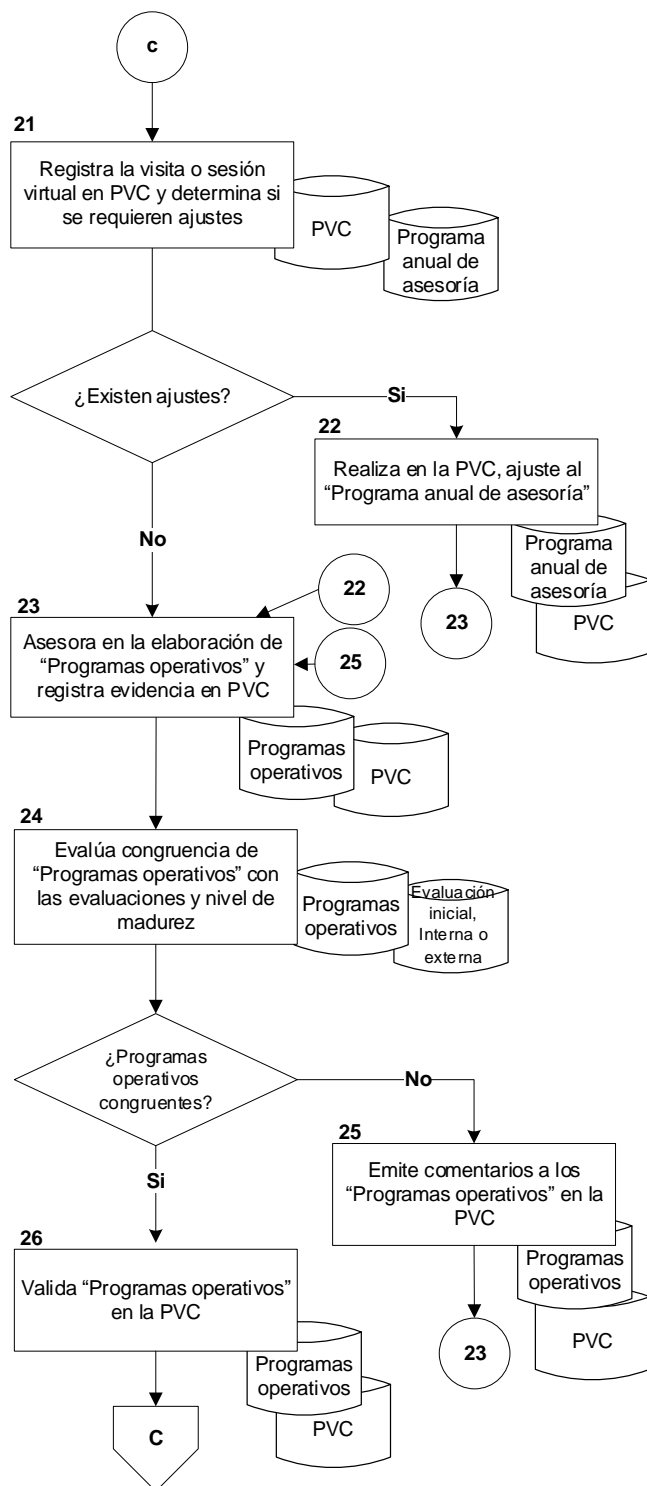 c
21
Registra la visita o sesión
virtual en PVC y determina si
se requieren ajustes
PVC
Programa
anual de
asesoría
¿Existen ajustes?
Si
22
Realiza en la PVC, ajuste al
“Programa anual de asesoría”
Programa
anual de
asesoría
PVC
23
No
22
23
Asesora en la elaboración de
“Programas operativos” y
registra evidencia en PVC
25
Programas
operativos
PVC
24
Evalúa congruencia de
“Programas operativos” con
las evaluaciones y nivel de
madurez
Programas
operativos
Evaluación
inicial,
Interna o
externa
¿Programas
operativos
congruentes?
No
25
Emite comentarios a los
“Programas operativos” en la
PVC
Programas
operativos
PVC
23
Si
26
Valida “Programas operativos”
en la PVC
Programas
operativos
PVC
C